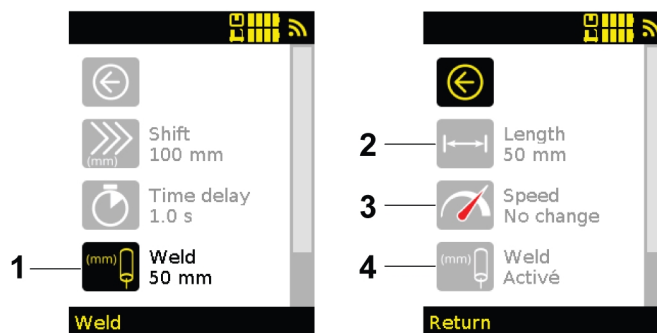 Shift
100 mm
(mm)
Time delay
1.0 s
1
(mm)
Weld
50 mm
Weld
2
Length
50 mm
3
Speed
No change
4
(mm)
Weld
Activé
Return